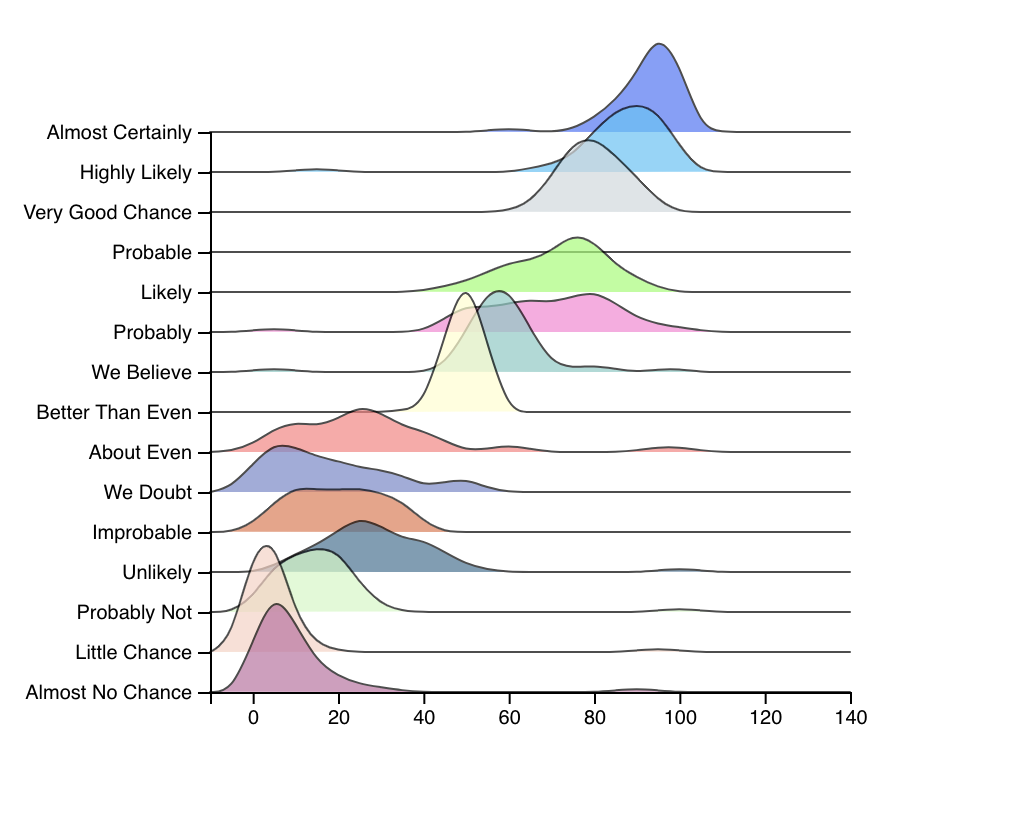 Almost Certainly
Highly Likely
Very Good Chance
Probable
Likely
Probably
We Believe
Better Than Even
About Even
We Doubt
Improbable
Unlikely
Probably Not
Little Chance
Almost No Chance
0 20 40 60 80 100 120 140